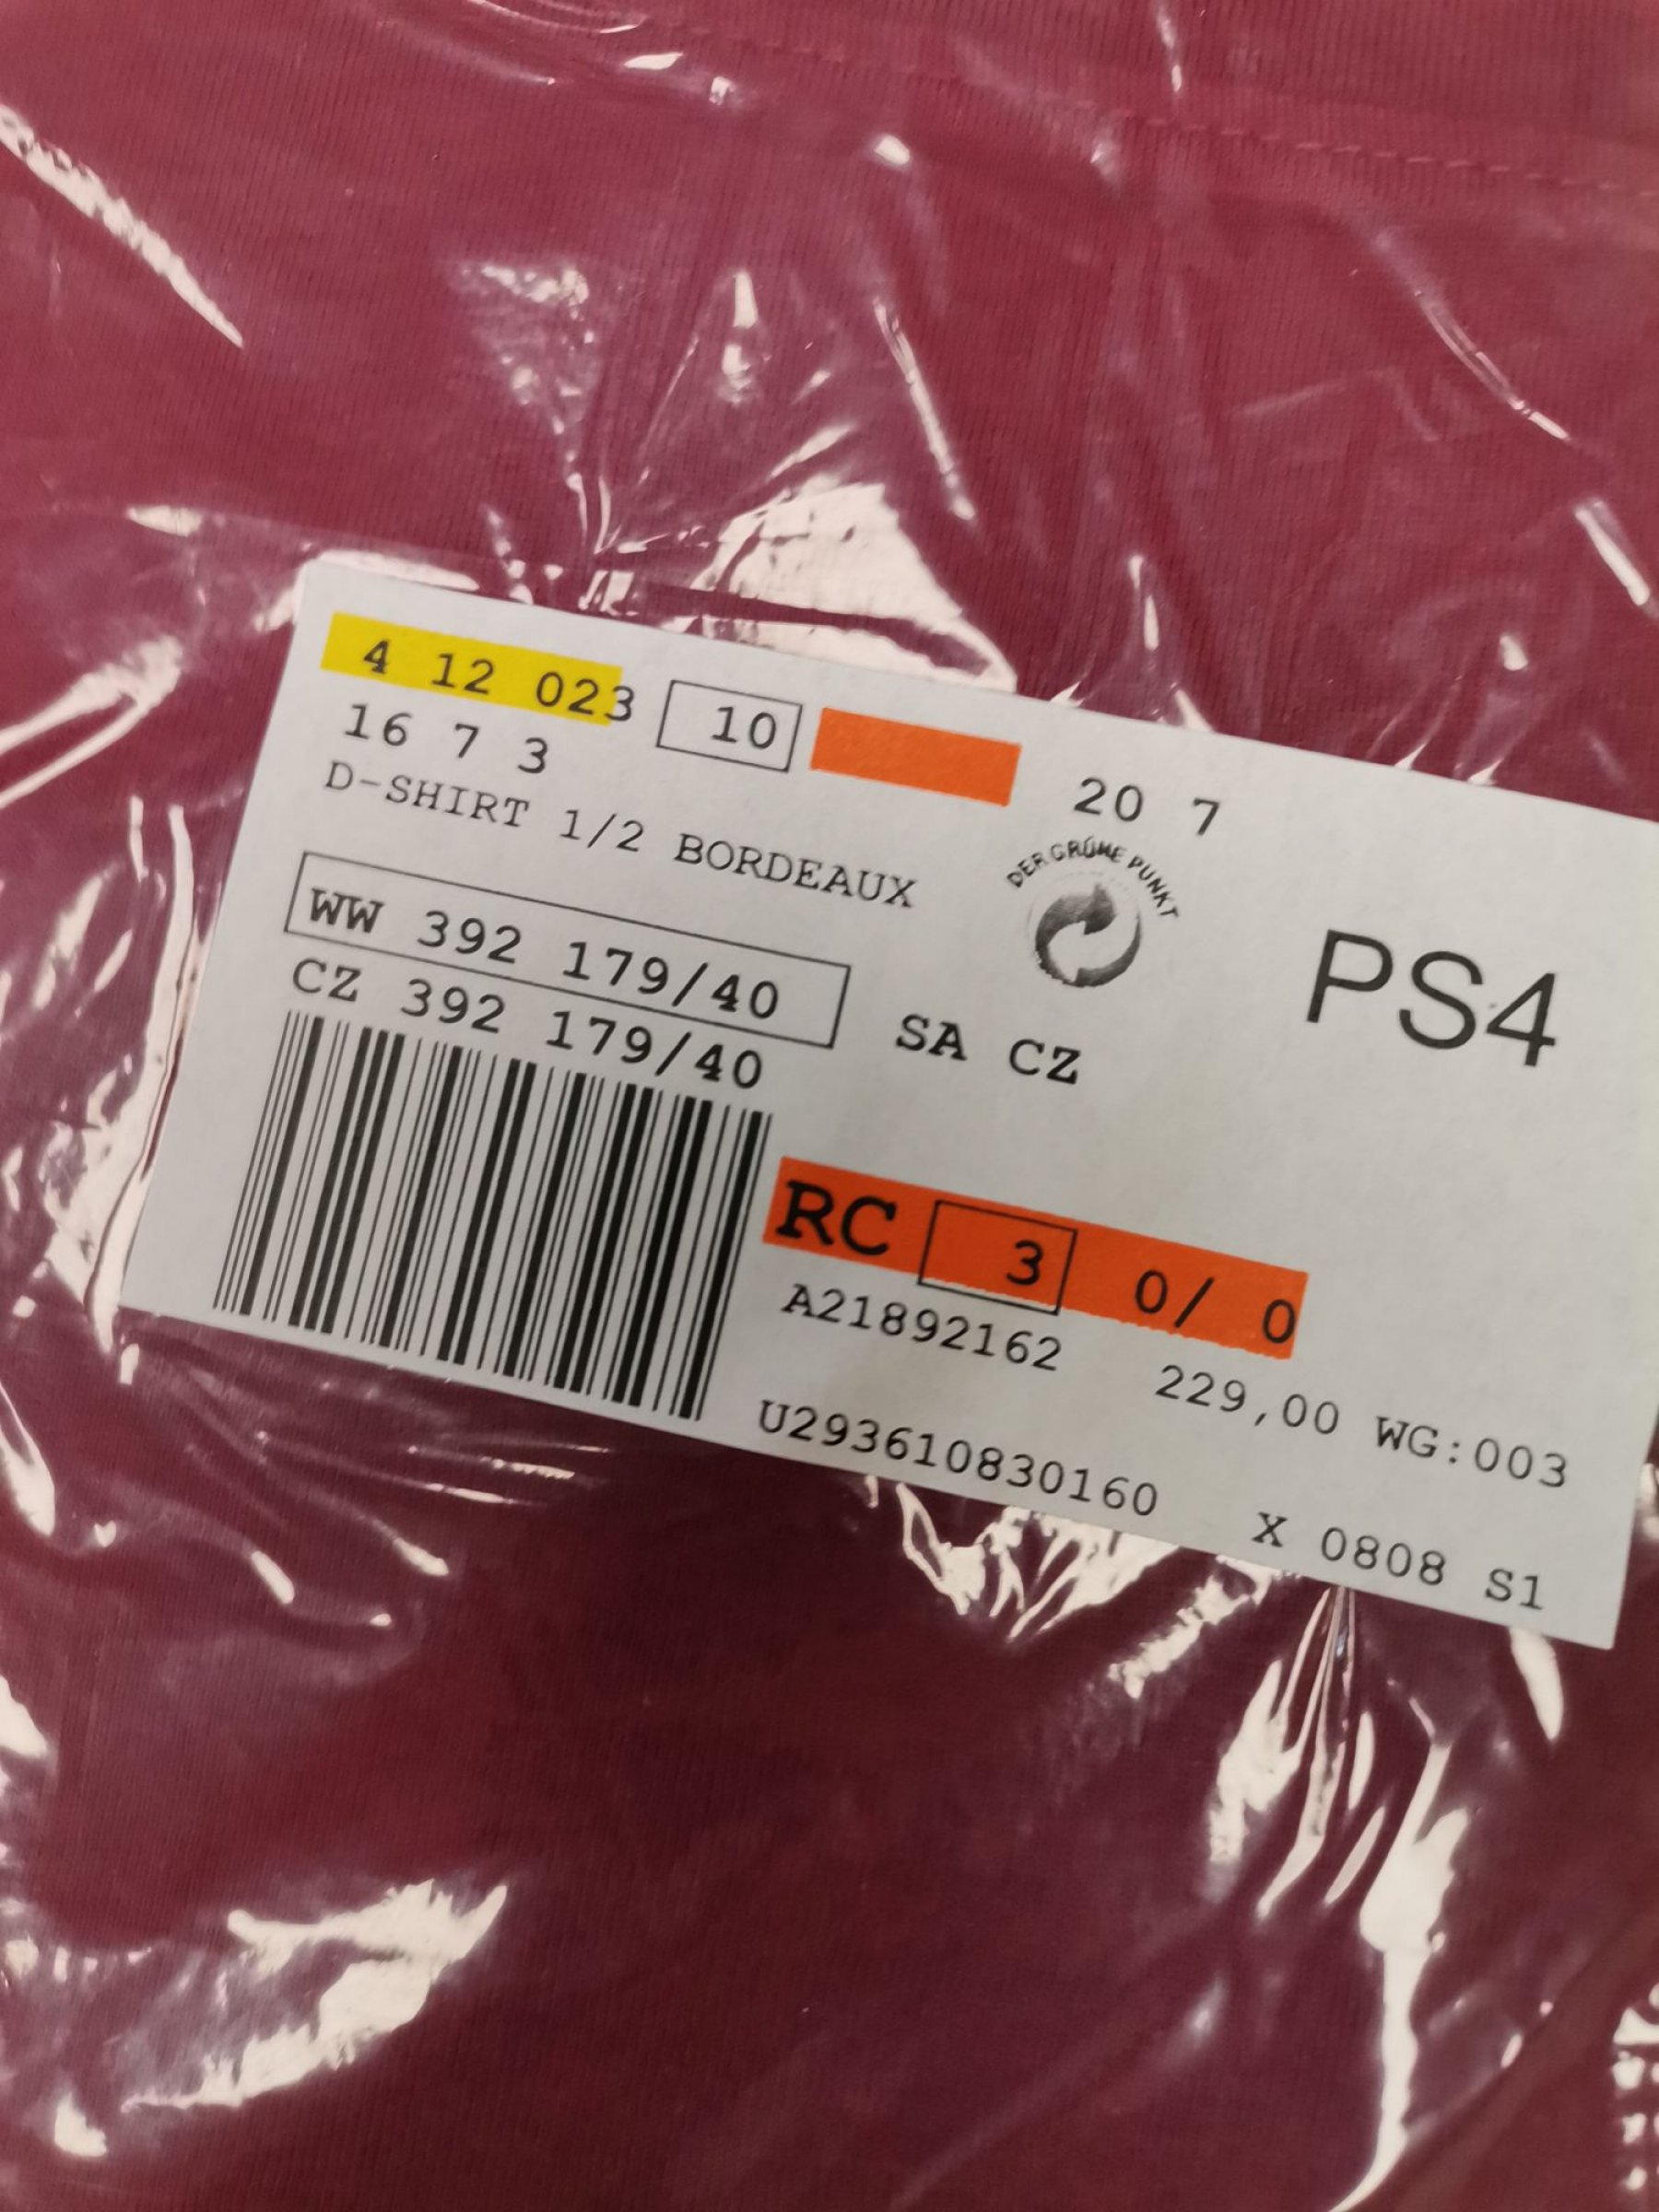 4 12 023 10 20 7
16 7 3
D-SHIRT 1/2 BORDEAUX
DER GRÜNE PUNKT
WW 392 179/40
PS4
CZ 392 179/40 SA CZ
RC 3 0/ 0
A21892162 229,00 WG:003
U293610830160 X 0808 S1